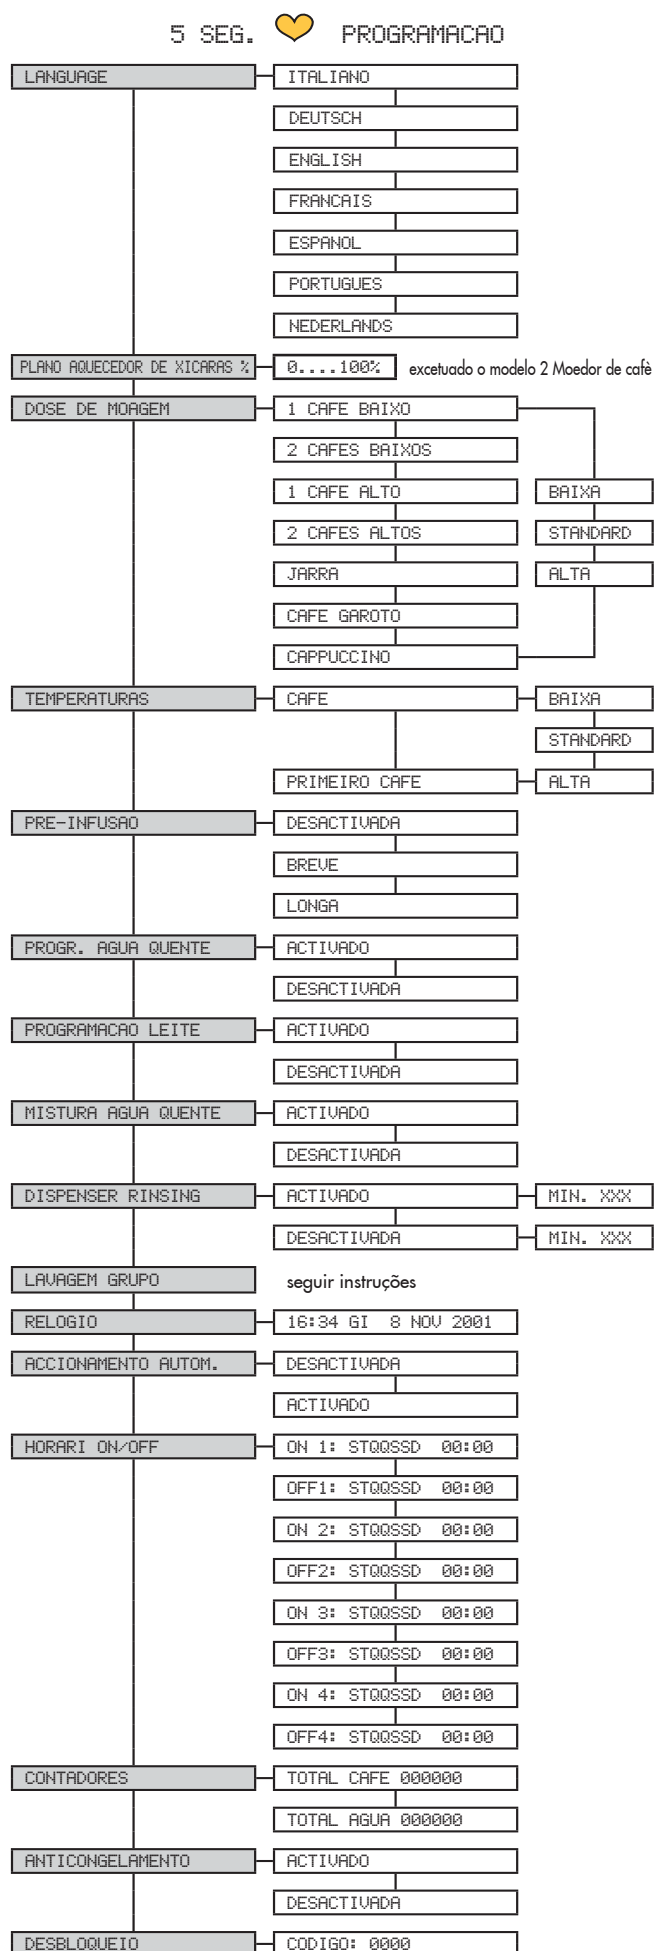 5 SEG. PROGRAMACAO
LANGUAGE ITALIANO
DEUTSCH
ENGLISH
FRANCAIS
ESPANOL
PORTUGUES
NEDERLANDS
PLANO AQUECEDOR DE XICARAS % 0....100% excetuado o modelo 2 Moedor de cafè
DOSE DE MOAGEM 1 CAFE BAIXO
2 CAFES BAIXOS
1 CAFE ALTO BAIXA
2 CAFES ALTOS STANDARD
JARRA ALTA
CAFE GAROTO
CAPPUCCINO
TEMPERATURAS CAFE BAIXA
STANDARD
PRIMEIRO CAFE ALTA
PRE-INFUSAO DESACTIVADA
BREVE
LONGA
PROGR. AGUA QUENTE ACTIVADO
DESACTIVADA
PROGRAMACAO LEITE ACTIVADO
DESACTIVADA
MISTURA AGUA QUENTE ACTIVADO
DESACTIVADA
DISPENSER RINSING ACTIVADO MIN. XXX
DESACTIVADA MIN. XXX
LAVAGEM GRUPO seguir instruções
RELOGIO 16:34 GI 8 NOV 2001
ACCIONAMENTO AUTOM. DESACTIVADA
ACTIVADO
HORARI ON/OFF ON 1: STQQSSD 00:00
OFF1: STQQSSD 00:00
ON 2: STQQSSD 00:00
OFF2: STQQSSD 00:00
ON 3: STQQSSD 00:00
OFF3: STQQSSD 00:00
ON 4: STQQSSD 00:00
OFF4: STQQSSD 00:00
CONTADORES TOTAL CAFE 000000
TOTAL AGUA 000000
ANTICONGELAMENTO ACTIVADO
DESACTIVADA
DESBLOQUEIO CODIGO: 0000